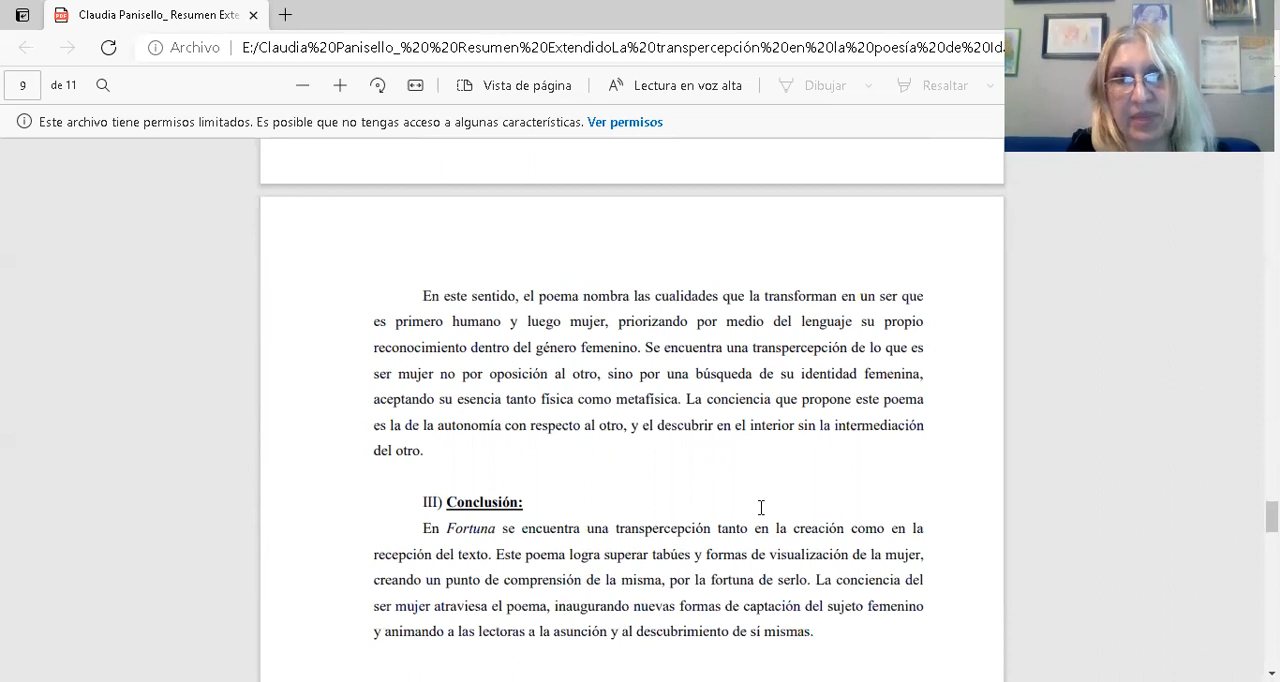 Claudia Panisello_ Resumen Exte
Archivo
E:/Claudia%20Panisello_%20%20Resumen%20ExtendidoLa%20transpercepción%20en%20la%20poesía%20de%20Id
9 de 11
Vista de página
Lectura en voz alta
Dibujar
Resaltar
Este archivo tiene permisos limitados. Es posible que no tengas acceso a algunas características. Ver permisos
En este sentido, el poema nombra las cualidades que la transforman en un ser que
es primero humano y luego mujer, priorizando por medio del lenguaje su propio
reconocimiento dentro del género femenino. Se encuentra una transpercepción de lo que es
ser mujer no por oposición al otro, sino por una búsqueda de su identidad femenina,
aceptando su esencia tanto física como metafísica. La conciencia que propone este poema
es la de la autonomía con respecto al otro, y el descubrir en el interior sin la intermediación
del otro.
III) Conclusión:
En Fortuna se encuentra una transpercepción tanto en la creación como en la
recepción del texto. Este poema logra superar tabúes y formas de visualización de la mujer,
creando un punto de comprensión de la misma, por la fortuna de serlo. La conciencia del
ser mujer atraviesa el poema, inaugurando nuevas formas de captación del sujeto femenino
y animando a las lectoras a la asunción y al descubrimiento de sí mismas.